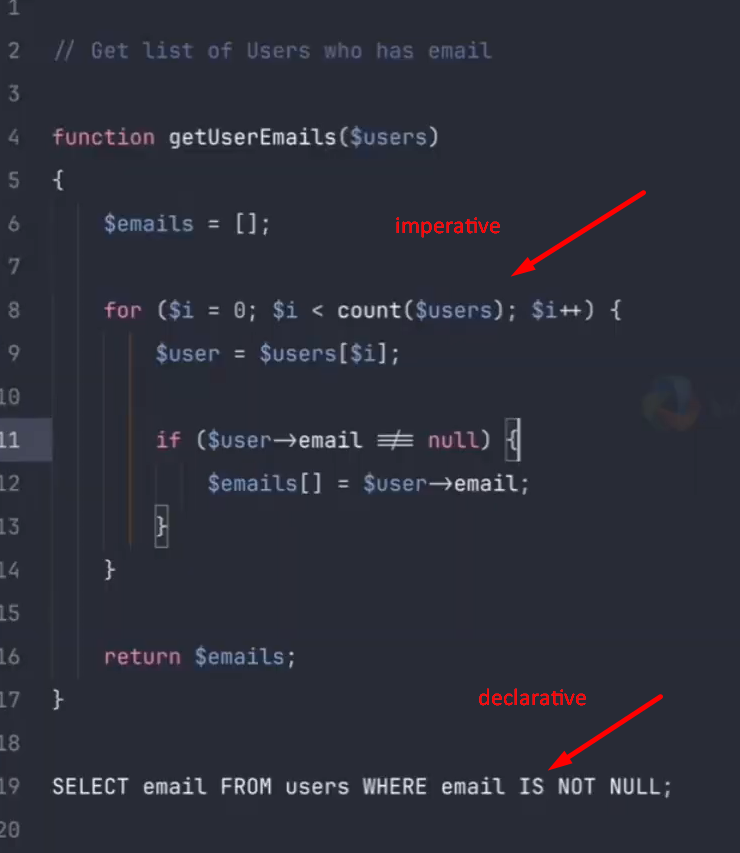 1
2 // Get list of Users who has email
3
4 function getUserEmails($users)
5 {
6 $emails = [];
imperative
7
8 for ($i = 0; $i < count($users); $i++) {
9 $user = $users[$i];
10
11 if ($user->email !== null) {
12 $emails[] = $user->email;
13 }
14 }
15
16 return $emails;
17 }
declarative
18
19 SELECT email FROM users WHERE email IS NOT NULL;
20